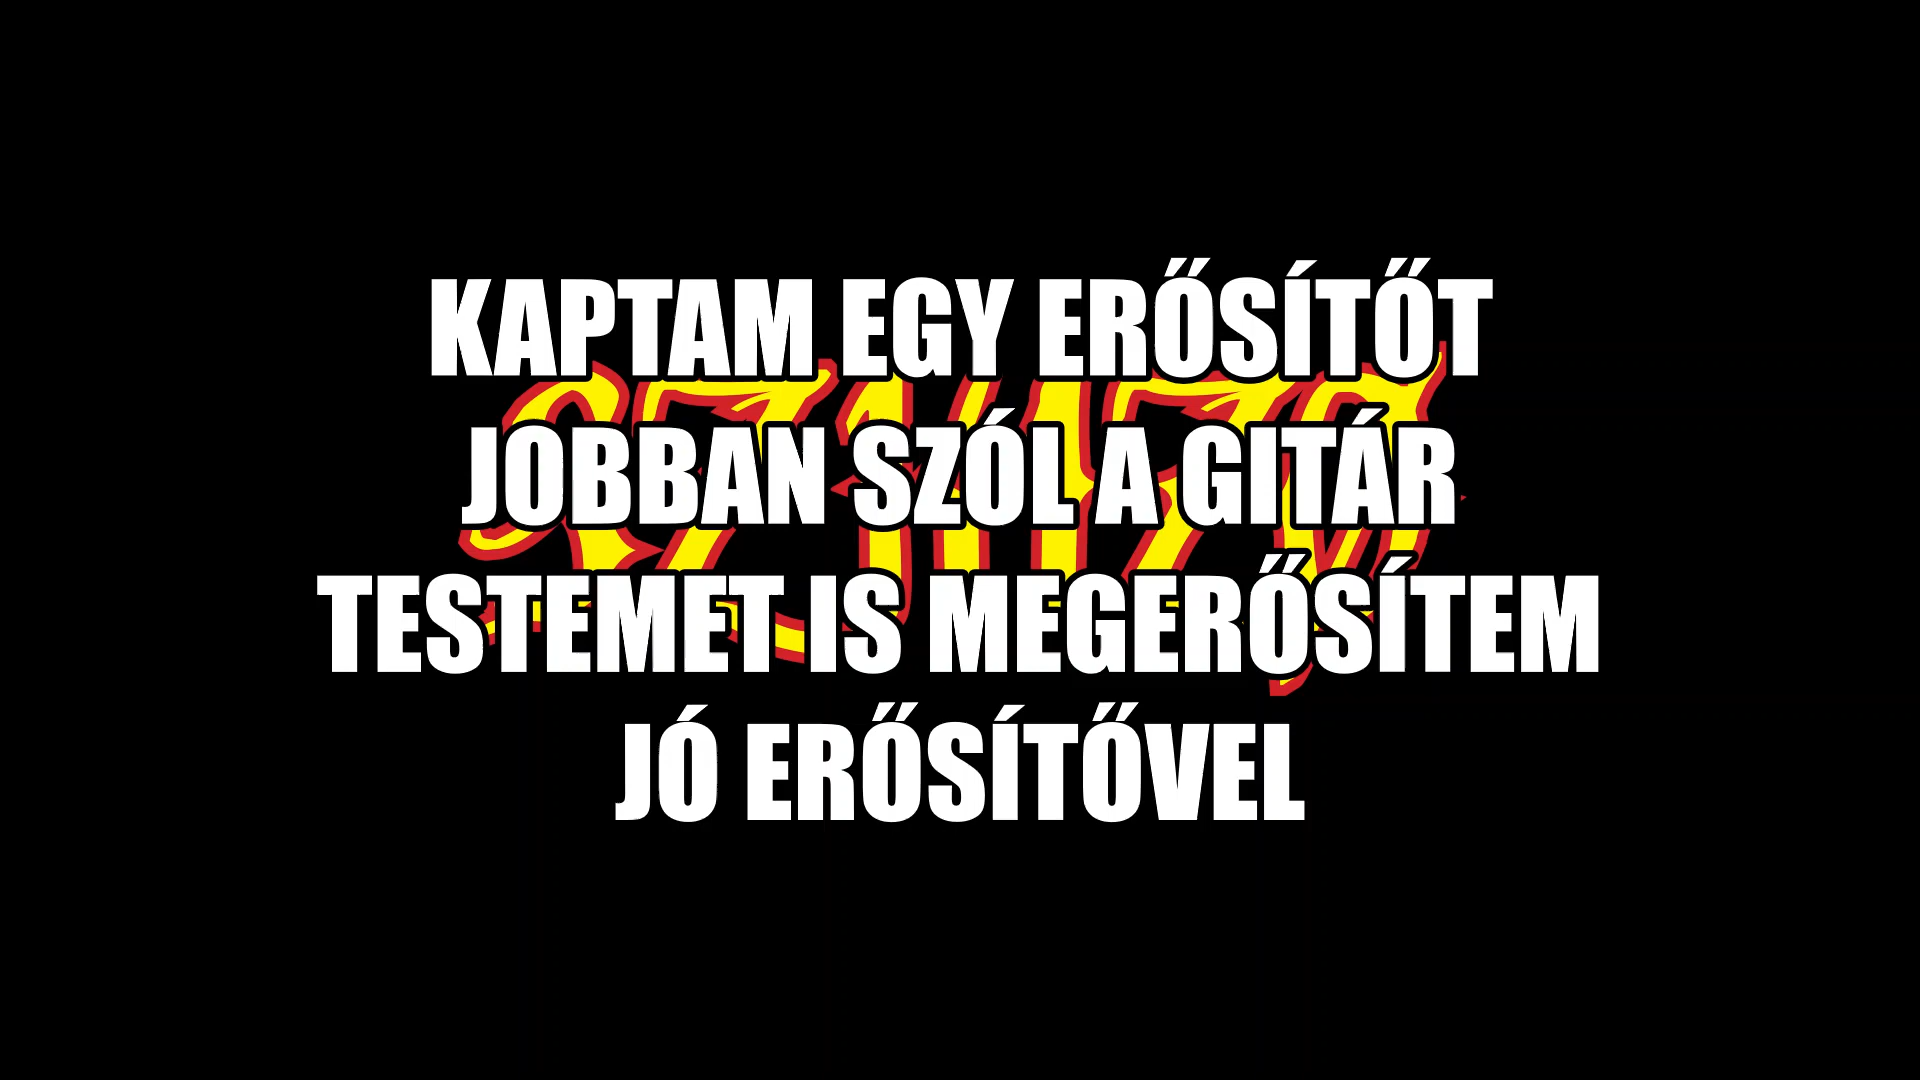 KAPTAM EGY ERŐSÍTŐT
JOBBAN SZÓL A GITÁR
TESTEMET IS MEGERŐSÍTEM
JÓ ERŐSÍTŐVEL